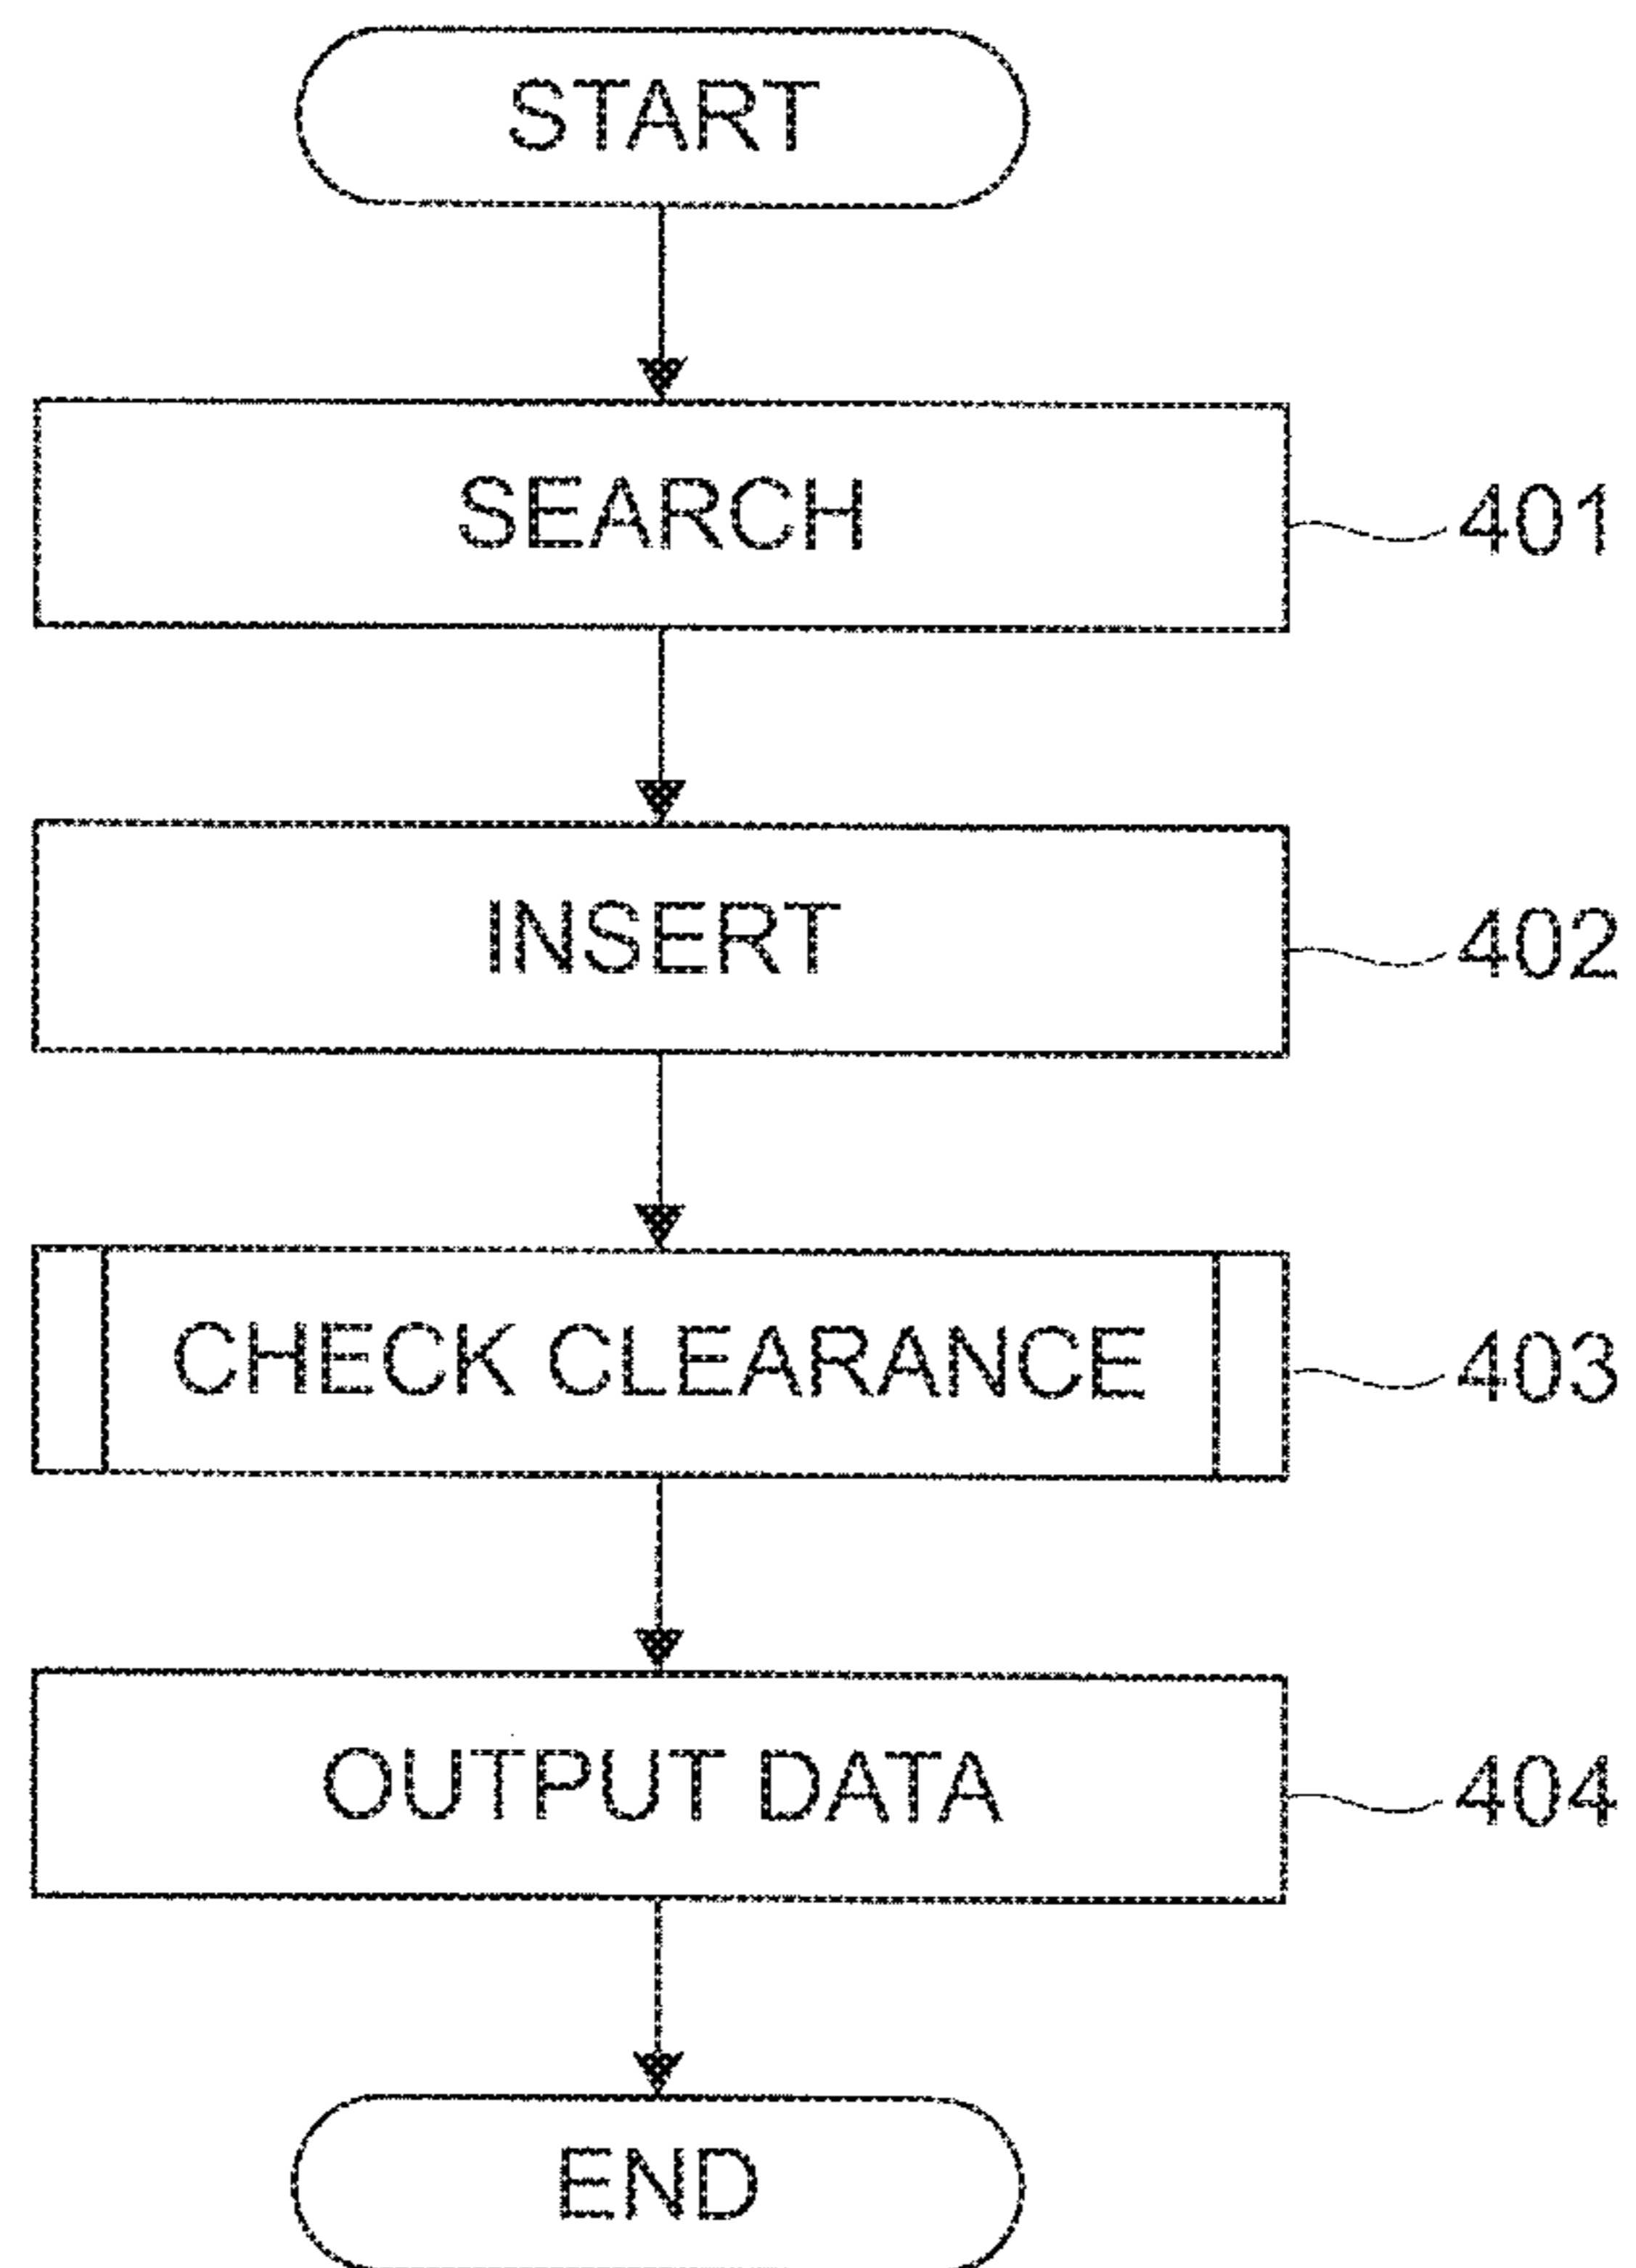 START
SEARCH 401
INSERT 402
CHECK CLEARANCE 403
OUTPUT DATA 404
END